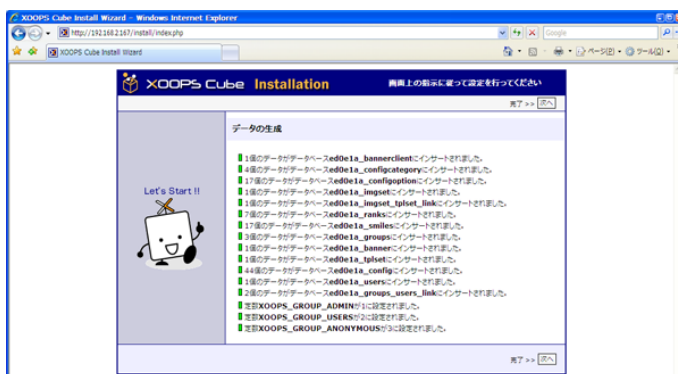 XOOPS Cube Install Wizard - Windows Internet Explorer
http://192.168.2.167/install/index.php
Google
XOOPS Cube Install Wizard
ページ(P)
ツール(O)
XOOPS Cube Installation
画面上の指示に従って設定を行ってください
完了 >> 次へ
データの生成
1個のデータがデータベースed0e1a_bannerclientにインサートされました。
4個のデータがデータベースed0e1a_configcategoryにインサートされました。
17個のデータがデータベースed0e1a_configoptionにインサートされました。
1個のデータがデータベースed0e1a_imgsetにインサートされました。
1個のデータがデータベースed0e1a_imgset_tplset_linkにインサートされました。
7個のデータがデータベースed0e1a_ranksにインサートされました。
17個のデータがデータベースed0e1a_smilesにインサートされました。
3個のデータがデータベースed0e1a_groupsにインサートされました。
1個のデータがデータベースed0e1a_bannerにインサートされました。
1個のデータがデータベースed0e1a_tplsetにインサートされました。
44個のデータがデータベースed0e1a_configにインサートされました。
1個のデータがデータベースed0e1a_usersにインサートされました。
2個のデータがデータベースed0e1a_groups_users_linkにインサートされました。
定数XOOPS_GROUP_ADMINが1に設定されました。
定数XOOPS_GROUP_USERSが2に設定されました。
定数XOOPS_GROUP_ANONYMOUSが3に設定されました。
Let's Start !!
完了 >> 次へ